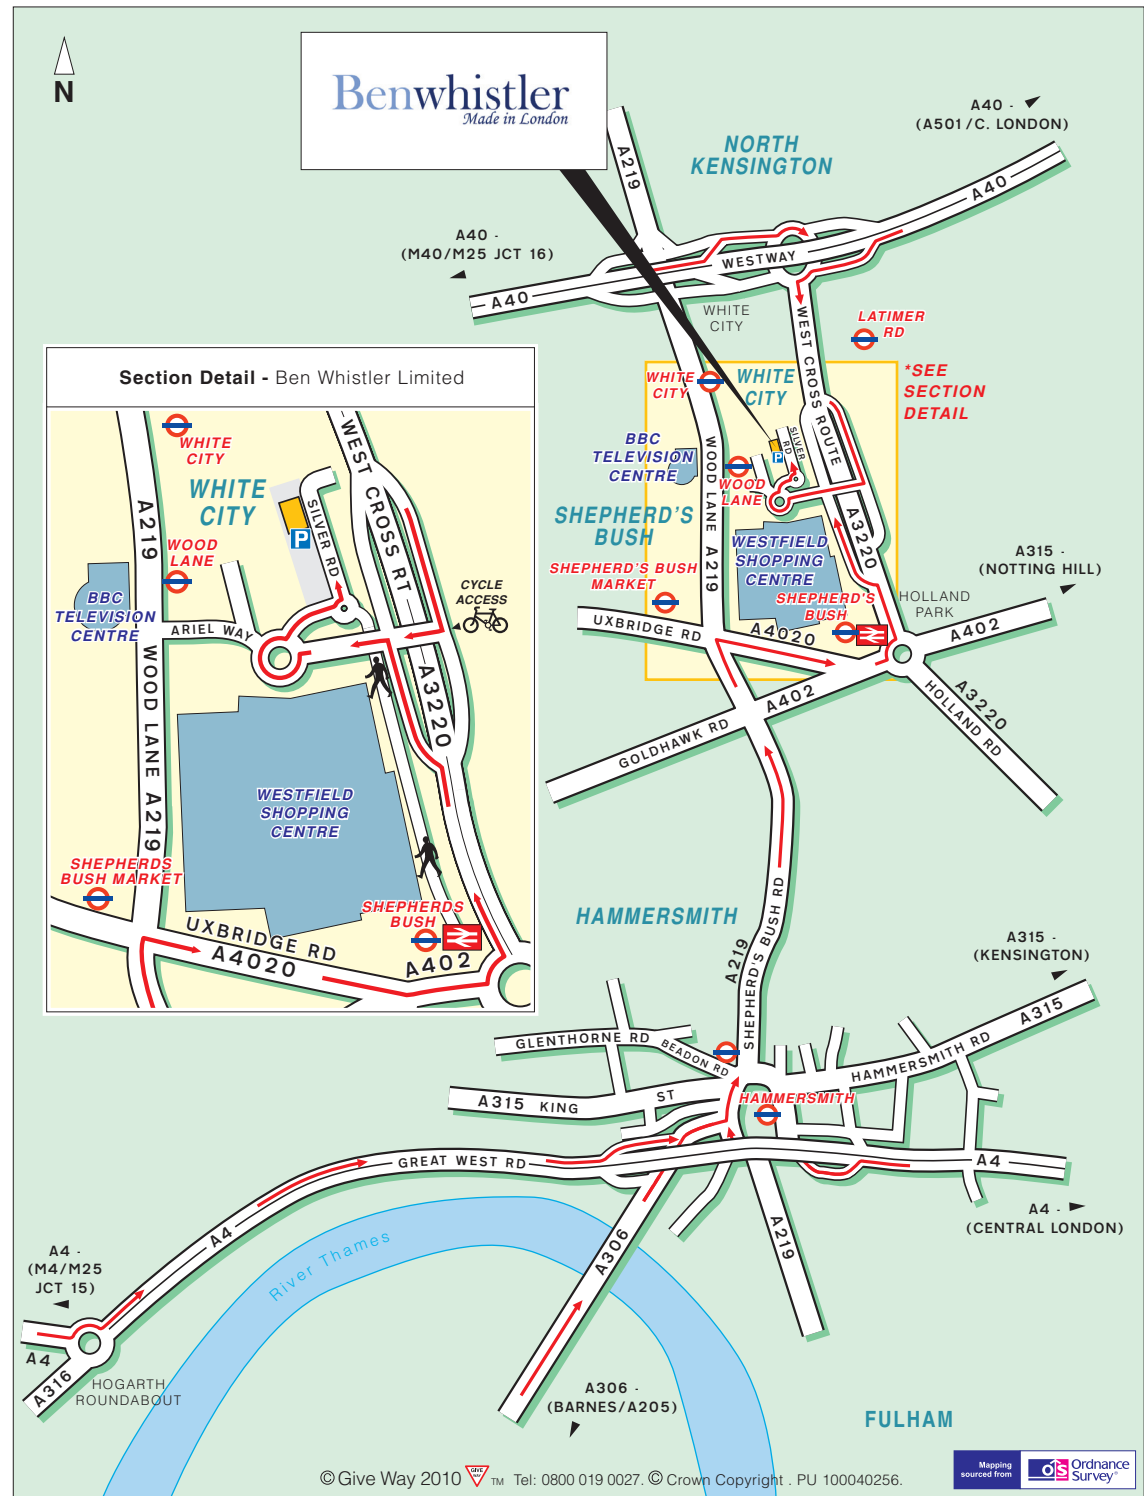 N
Benwhistler
Made in London
A40 -
(A501/C. LONDON)
NORTH
KENSINGTON
A219
A40
A40 -
(M40/M25 JCT 16)
WESTWAY
A40
WHITE
CITY
LATIMER
RD
WEST CROSS ROUTE
*SEE
SECTION
DETAIL
WHITE
CITY
WHITE
CITY
BBC
TELEVISION
CENTRE
SILVER
RD
P
WOOD
LANE
WOOD LANE A219
SHEPHERD'S
BUSH
WESTFIELD
SHOPPING
CENTRE
A3220
SHEPHERD'S BUSH
MARKET
SHEPHERD'S
BUSH
HOLLAND
PARK
A315 -
(NOTTING HILL)
UXBRIDGE RD
A4020
A402
A402
GOLDHAWK RD
A3220
HOLLAND RD
Section Detail - Ben Whistler Limited
WHITE
CITY
WHITE
CITY
WEST CROSS RT
A219
SILVER RD
P
WOOD
LANE
BBC
TELEVISION
CENTRE
ARIEL WAY
CYCLE
ACCESS
A3220
WOOD LANE A219
WESTFIELD
SHOPPING
CENTRE
SHEPHERDS
BUSH MARKET
SHEPHERDS
BUSH
UXBRIDGE RD
A4020
A402
HAMMERSMITH
A219
SHEPHERD'S BUSH RD
A315 -
(KENSINGTON)
A315
HAMMERSMITH RD
GLENTHORNE RD
BEADON RD
A315 KING
ST
HAMMERSMITH
GREAT WEST RD
A4
A4 -
(CENTRAL LONDON)
A4
A219
A306
River Thames
A4 -
(M4/M25
JCT 15)
A4
A316
HOGARTH
ROUNDABOUT
A306 -
(BARNES/A205)
FULHAM
© Give Way 2010 GIVE WAY TM Tel: 0800 019 0027. © Crown Copyright . PU 100040256.
Mapping
sourced from
OS
Ordnance
Survey®